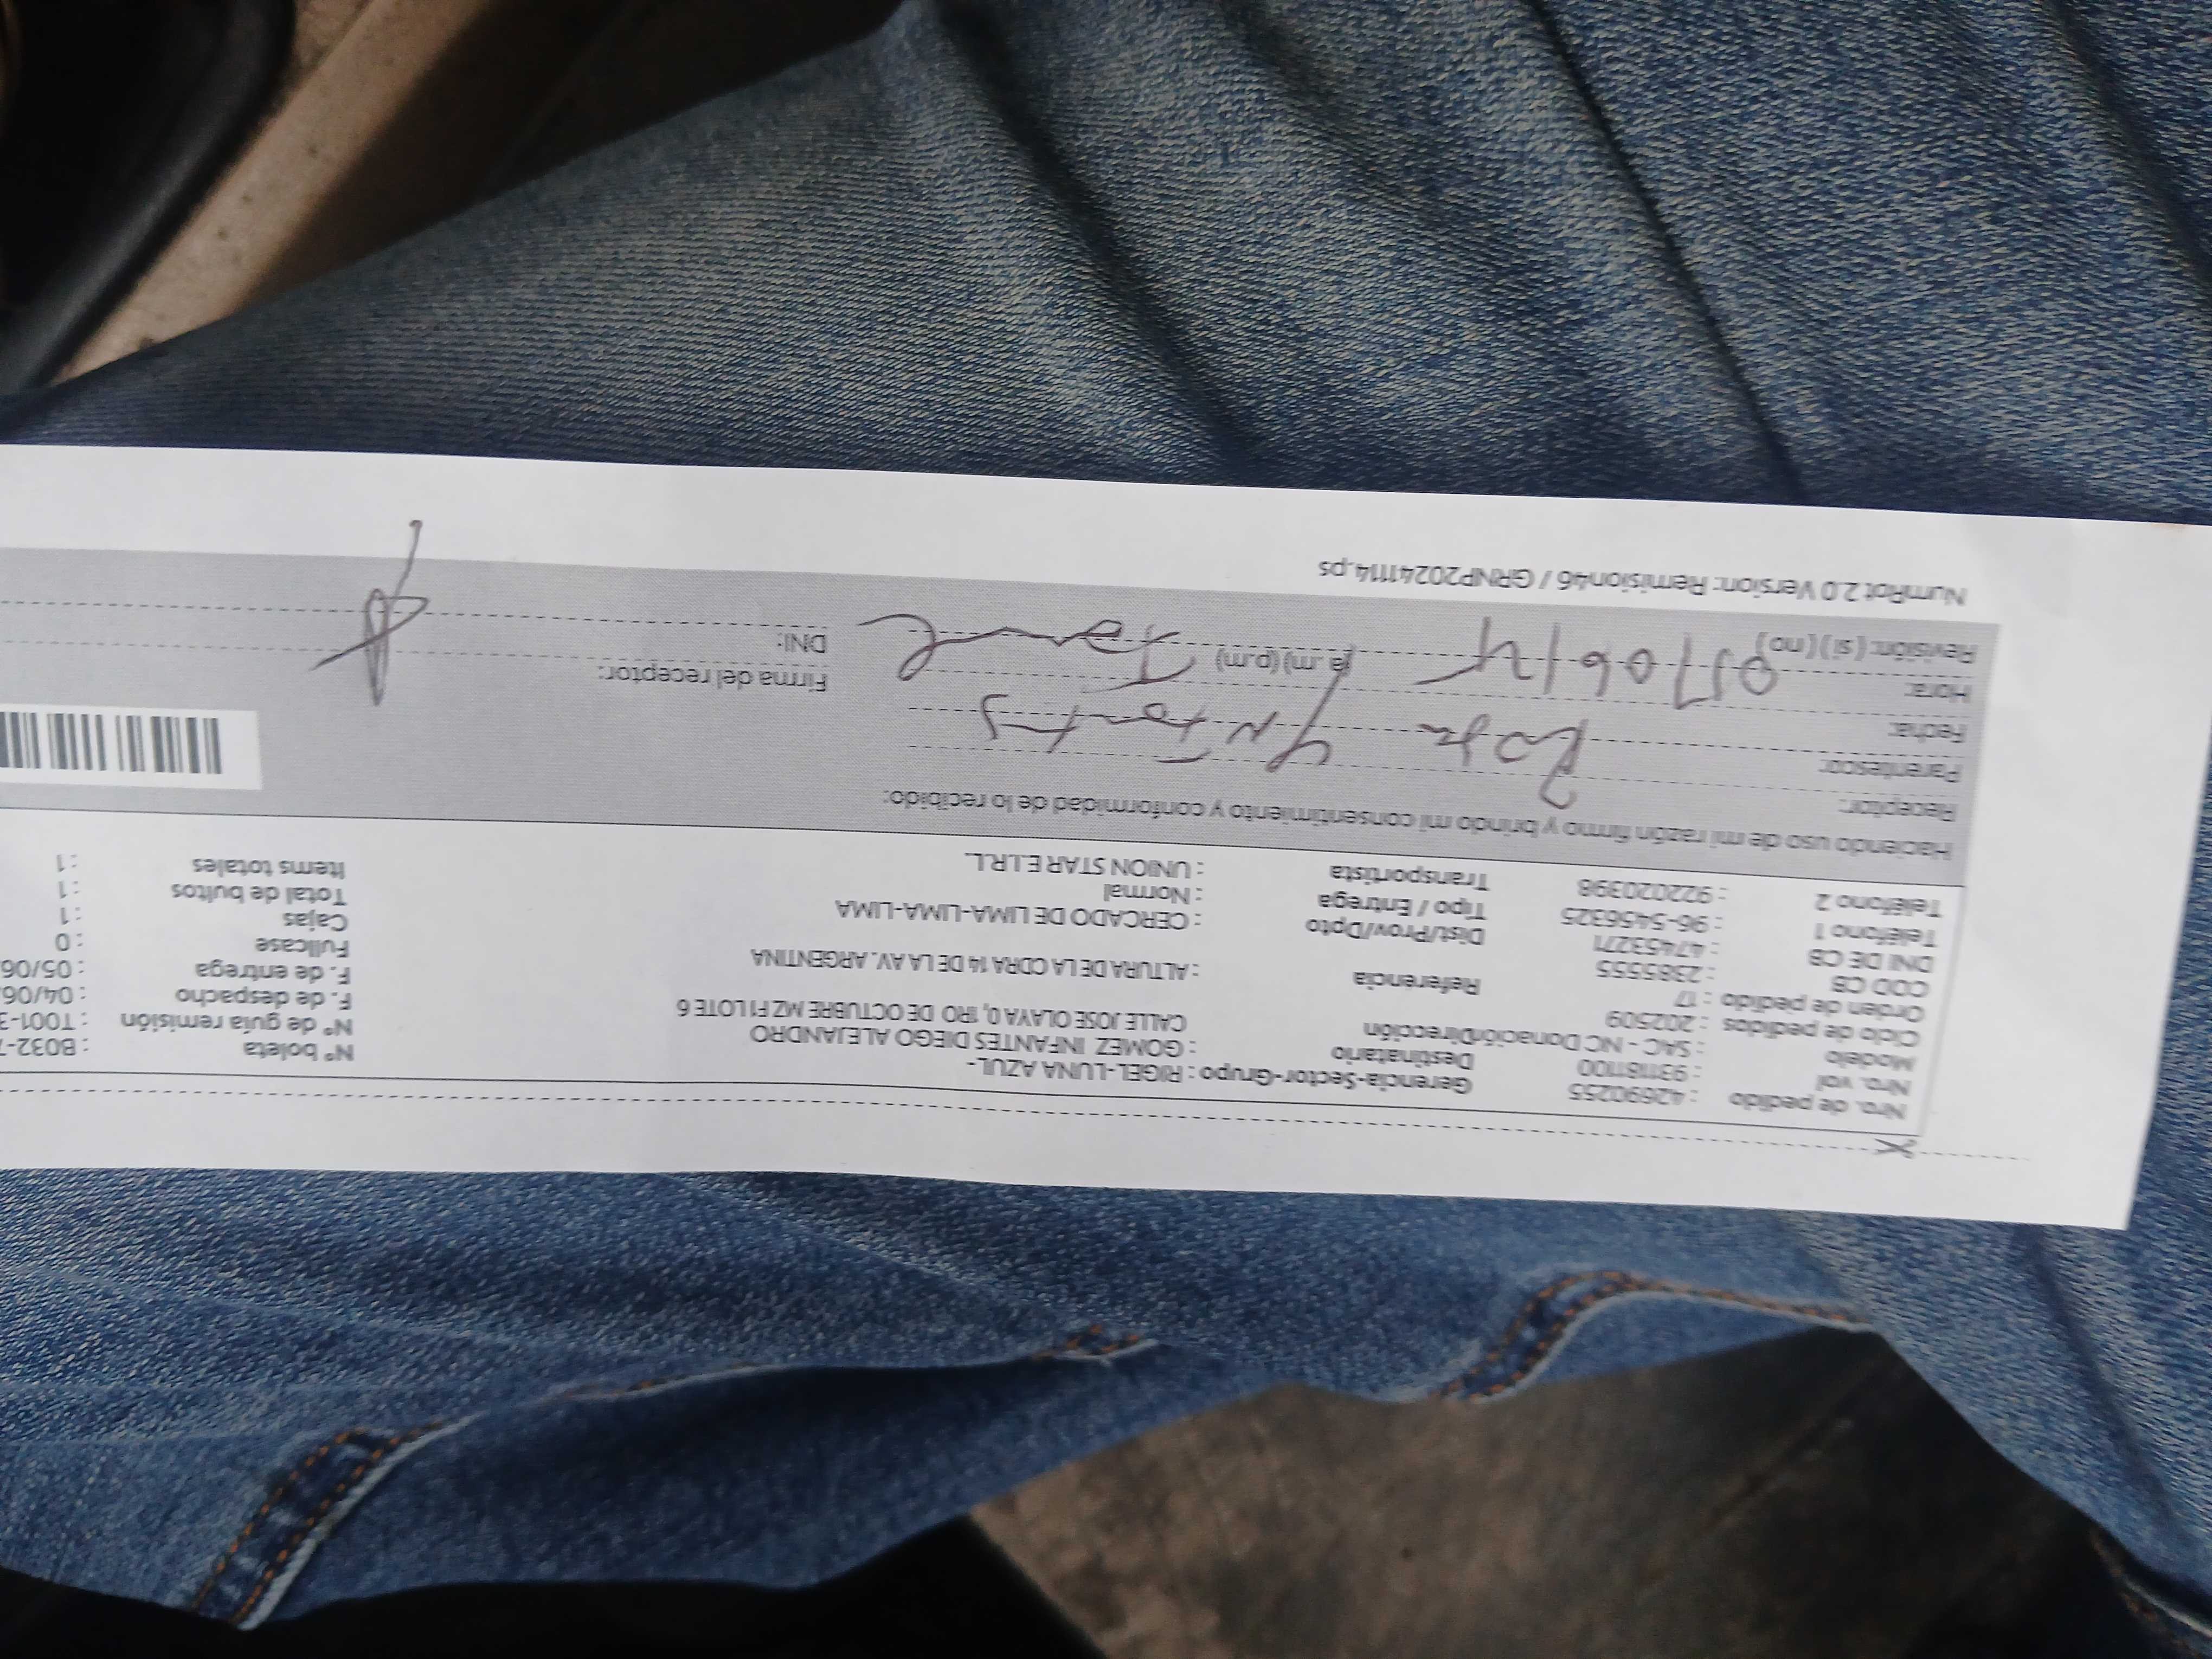 Nro. de pedido : 42690255 Gerencia-Sector-Grupo : RIGEL-LUNA AZUL- N° boleta : B032-
Nro. val : 931181100 Destinatario : GOMEZ INFANTES DIEGO ALEJANDRO N° de guía remisión : T001-3
Modelo : SAC - NC Donación Dirección CALLE JOSE OLAYA 0, 1RO DE OCTUBRE MZ F1 LOTE 6 F. de despacho : 04/06
Ciclo de pedidos : 202509 F. de entrega : 05/06
Orden de pedido : 17 Referencia : ALTURA DE LA CDRA 14 DE LA AV. ARGENTINA Fullcase : 0
COD CB : 2385555 Dist/Prov/Dpto : CERCADO DE LIMA-LIMA-LIMA Cajas : 1
DNI DE CB : 47453271 Tipo / Entrega : Normal Total de bultos : 1
Teléfono 1 : 96-5456325 Transportista : UNION STAR E.I.R.L. Items totales : 1
Teléfono 2 : 922020398
Haciendo uso de mi razón firmo y brindo mi consentimiento y conformidad de lo recibido:
Receptor:
Parentesco: Rosa
Fecha:
Hora: 05/06/25 (a.m) (p.m) Firma del receptor:
Revisión: (si) (no) DNI:
NumRot 2.0 Version: Remision46 / GRNP20241114.ps